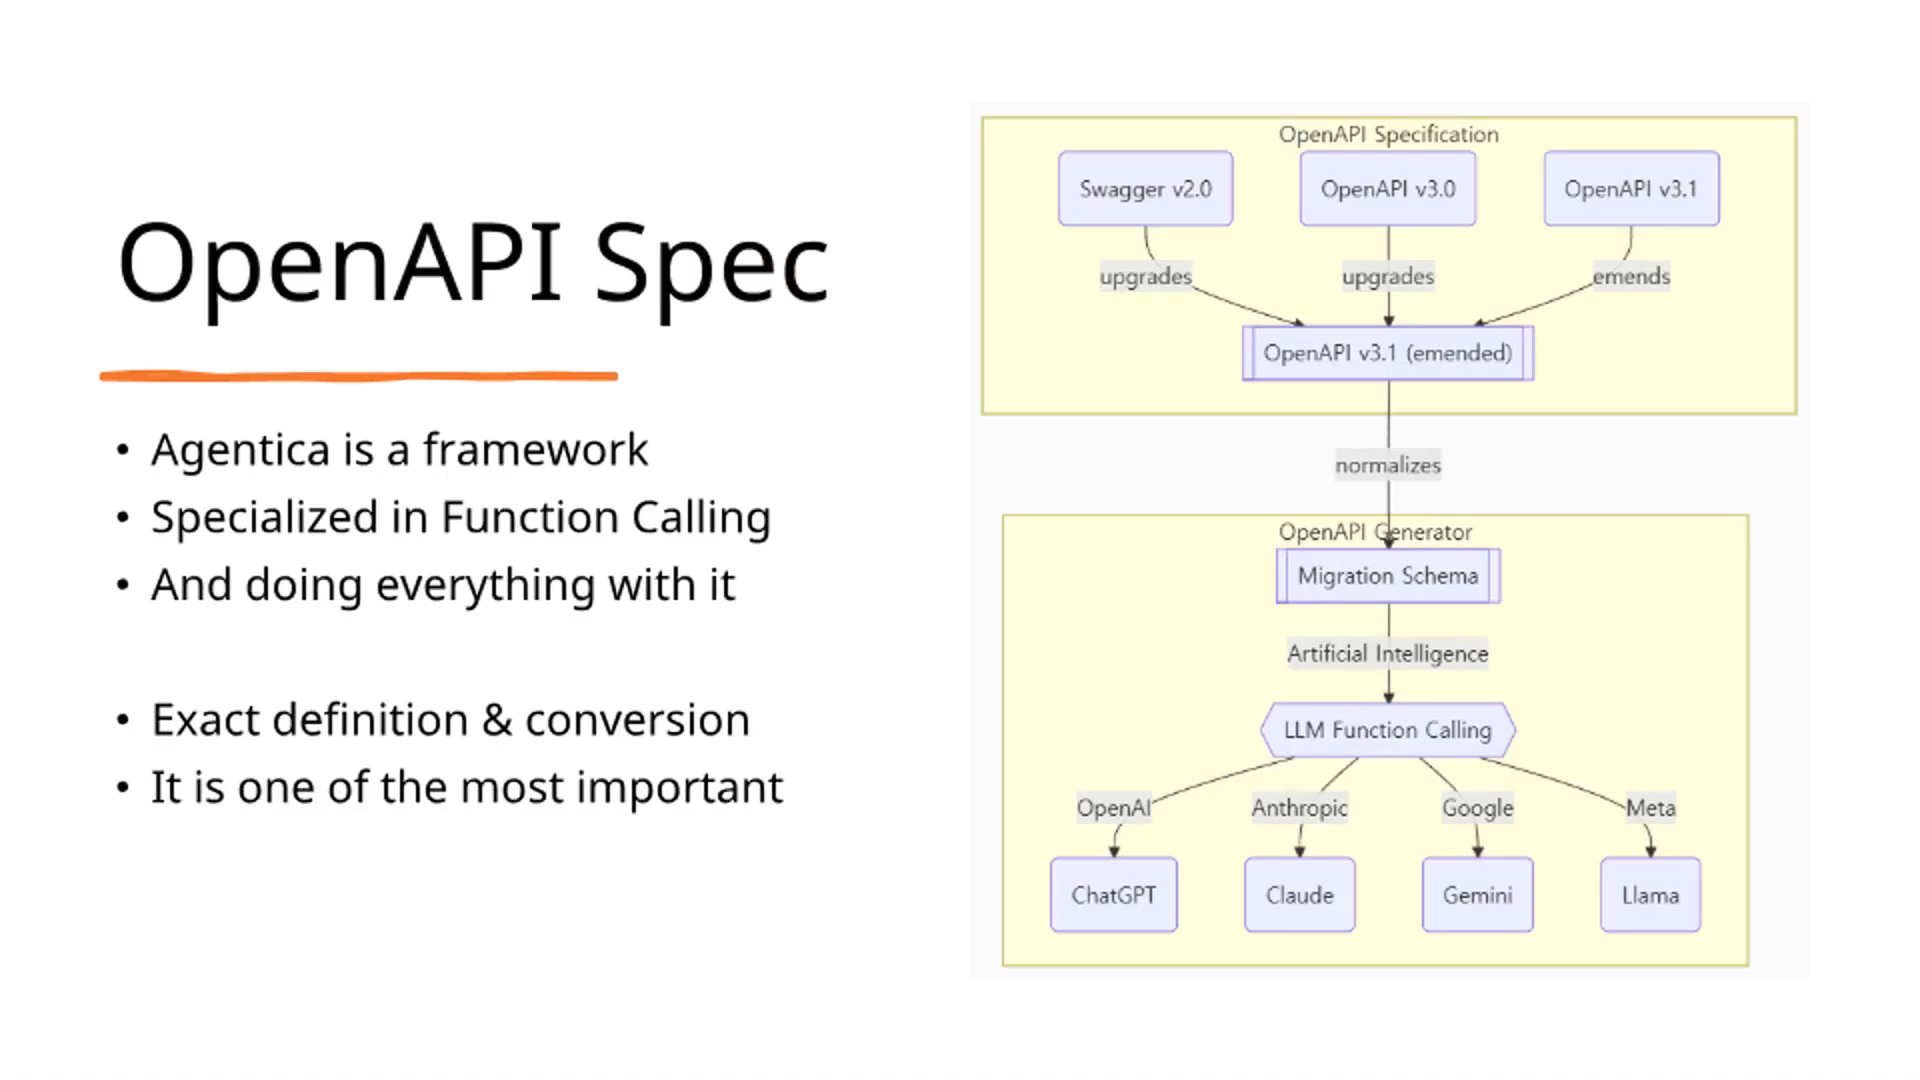 OpenAPI Spec
• Agentica is a framework
• Specialized in Function Calling
• And doing everything with it
• Exact definition & conversion
• It is one of the most important
OpenAPI Specification
Swagger v2.0
OpenAPI v3.0
OpenAPI v3.1
upgrades
upgrades
emends
OpenAPI v3.1 (emended)
normalizes
OpenAPI Generator
Migration Schema
Artificial Intelligence
LLM Function Calling
OpenAI
Anthropic
Google
Meta
ChatGPT
Claude
Gemini
Llama